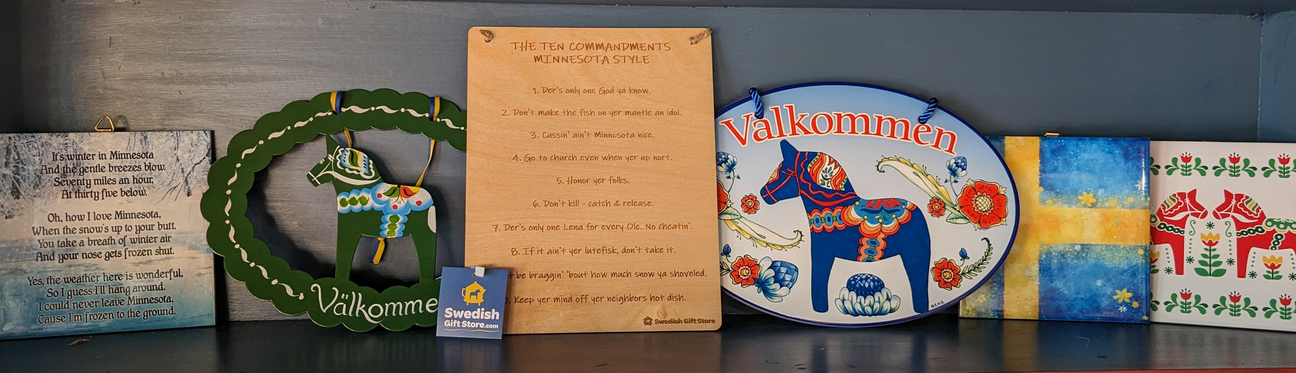 It's winter in Minnesota
And the gentle breezes blow.
Seventy miles an hour,
At thirty five below.
Oh, how I love Minnesota,
When the snow's up to your butt.
You take a breath of winter air
And your nose gets frozen shut.
Yes, the weather here is wonderful,
So I guess I'll hang around.
I could never leave Minnesota,
'Cause I'm frozen to the ground.
Välkomme
Swedish
Gift Store.com
THE TEN COMMANDMENTS
MINNESOTA STYLE
1. Der's only one God ya know.
2. Don't make the fish on yer mantle an idol.
3. Cussin' ain't Minnesota nice.
4. Go to church even when yer up nort.
5. Honor yer folks.
6. Don't kill - catch & release.
7. Der's only one Lena for every Ole. No cheatin'.
8. If it ain't yer lutefisk, don't take it.
be braggin' 'bout how much snow ya shoveled.
Keep yer mind off yer neighbors hot dish.
Swedish Gift Store
Valkommen